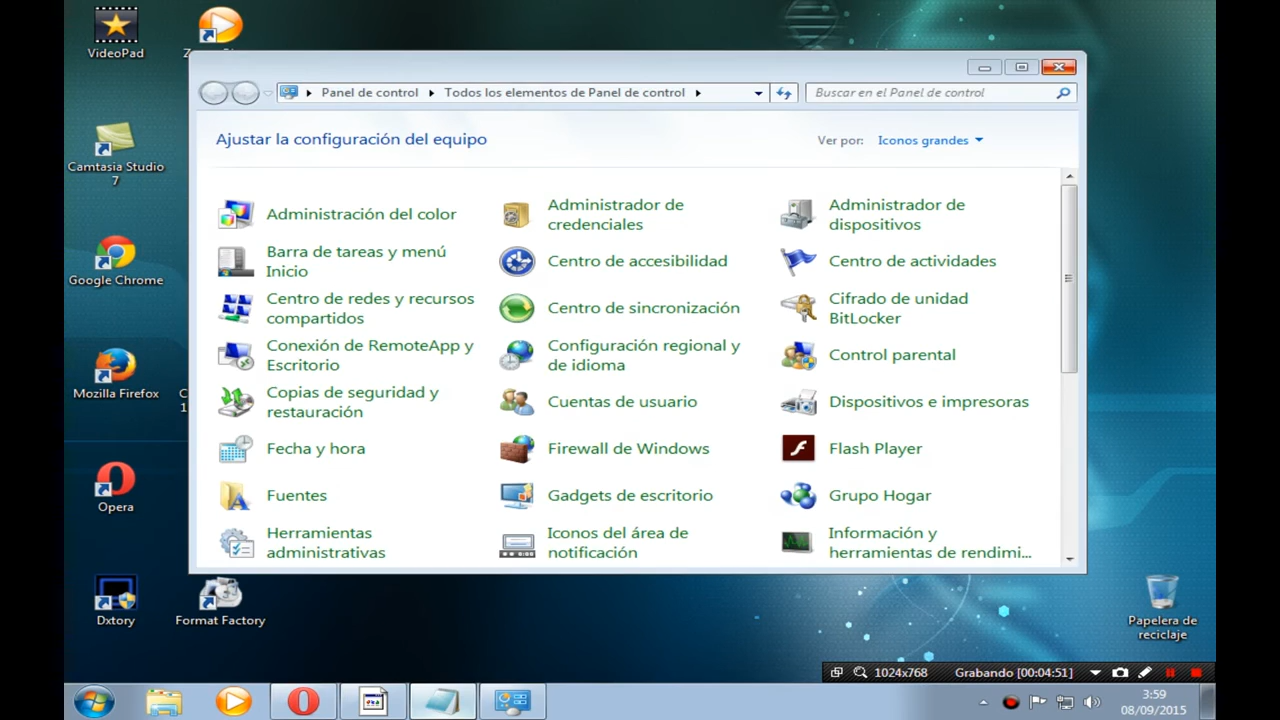 VideoPad
Panel de control
Todos los elementos de Panel de control
Buscar en el Panel de control
Ajustar la configuración del equipo
Ver por:
Iconos grandes
Camtasia Studio
7
Google Chrome
Mozilla Firefox
Opera
Dxtory
Format Factory
Administración del color
Administrador de
credenciales
Administrador de
dispositivos
Barra de tareas y menú
Inicio
Centro de accesibilidad
Centro de actividades
Centro de redes y recursos
compartidos
Centro de sincronización
Cifrado de unidad
BitLocker
Conexión de RemoteApp y
Escritorio
Configuración regional y
de idioma
Control parental
Copias de seguridad y
restauración
Cuentas de usuario
Dispositivos e impresoras
Fecha y hora
Firewall de Windows
Flash Player
Fuentes
Gadgets de escritorio
Grupo Hogar
Herramientas
administrativas
Iconos del área de
notificación
Información y
herramientas de rendimi...
Papelera de
reciclaje
1024x768
Grabando [00:04:51]
3:59
08/09/2015